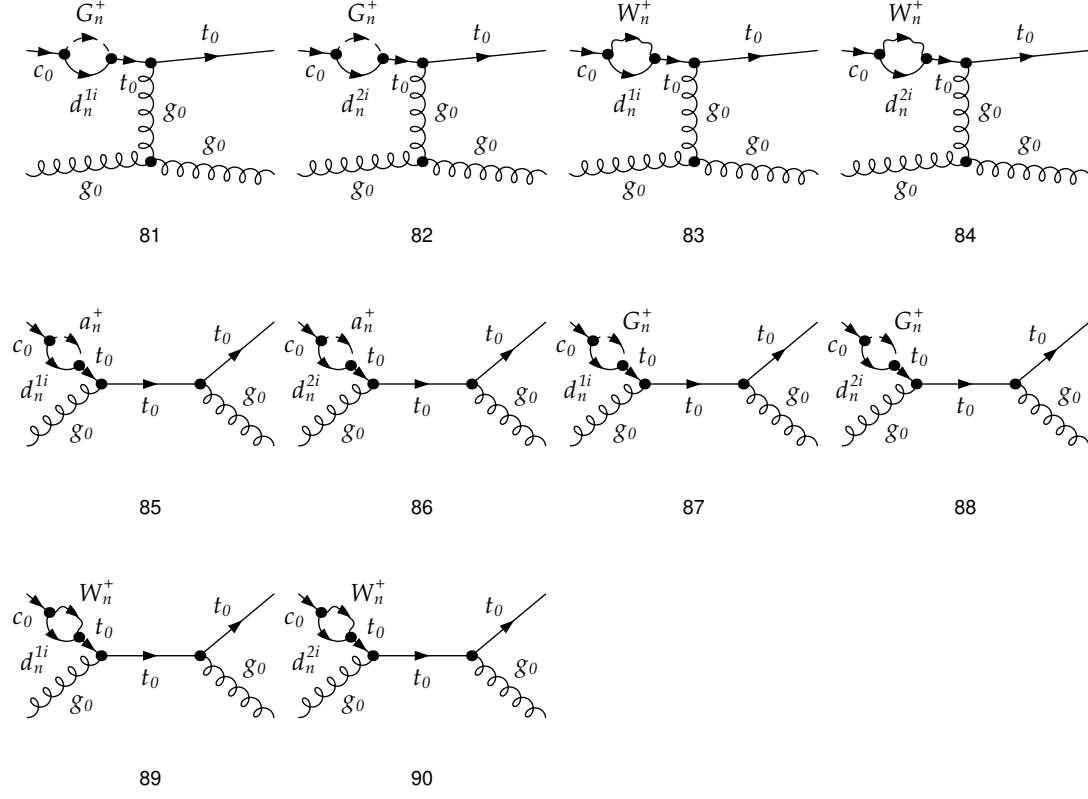 G_n^+ t_0 G_n^+ t_0 W_n^+ t_0 W_n^+ t_0
c_0 t_0 c_0 t_0 c_0 t_0 c_0 t_0
d_n^{1i} g_0 d_n^{2i} g_0 d_n^{1i} g_0 d_n^{2i} g_0
g_0 g_0 g_0 g_0
g_0 g_0 g_0 g_0
81 82 83 84
a_n^+ t_0 a_n^+ t_0 G_n^+ t_0 G_n^+ t_0
c_0 t_0 c_0 t_0 c_0 t_0 c_0 t_0
d_n^{1i} t_0 g_0 d_n^{2i} t_0 g_0 d_n^{1i} t_0 g_0 d_n^{2i} t_0 g_0
g_0 g_0 g_0 g_0
85 86 87 88
W_n^+ t_0 W_n^+ t_0
c_0 t_0 c_0 t_0
d_n^{1i} t_0 g_0 d_n^{2i} t_0 g_0
g_0 g_0
89 90